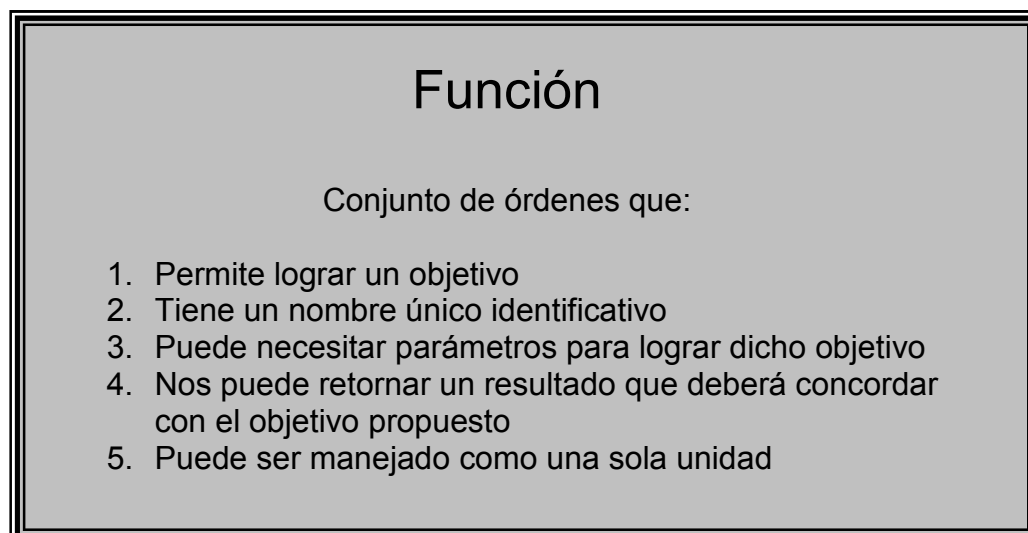 Función
Conjunto de órdenes que:
1. Permite lograr un objetivo
2. Tiene un nombre único identificativo
3. Puede necesitar parámetros para lograr dicho objetivo
4. Nos puede retornar un resultado que deberá concordar
con el objetivo propuesto
5. Puede ser manejado como una sola unidad